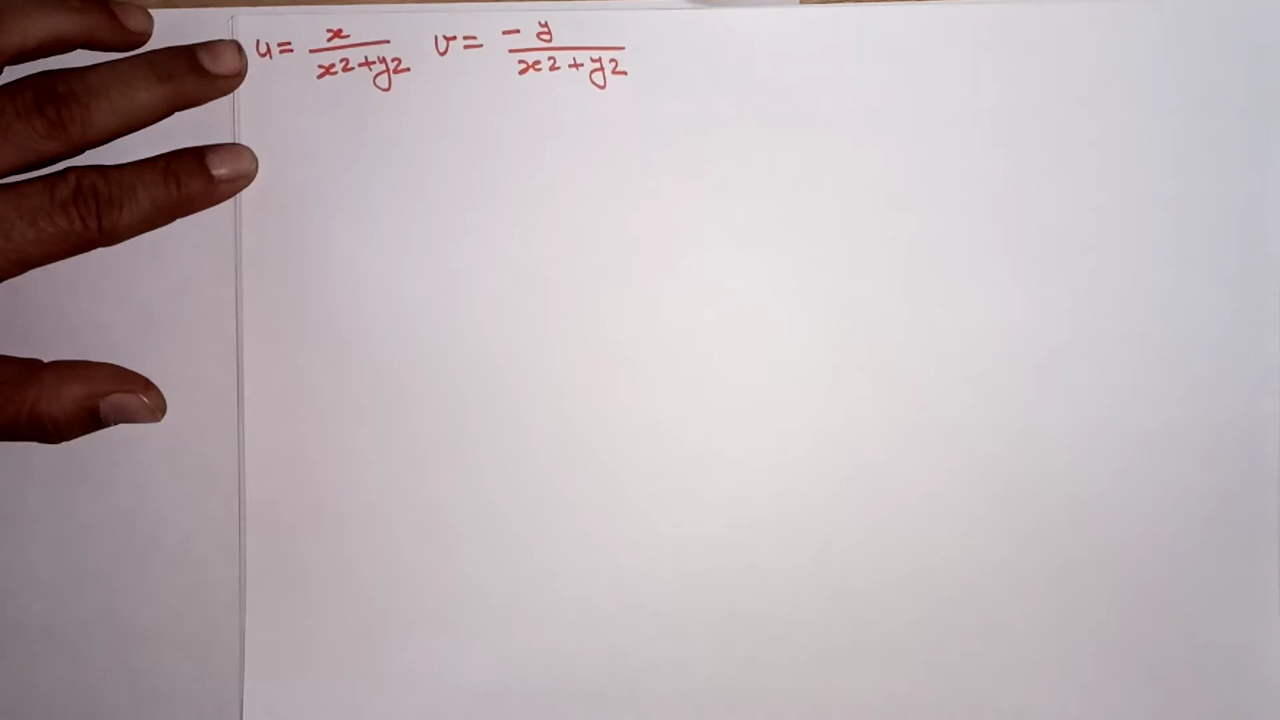 u = x / x2+y2 v = -y / x2+y2